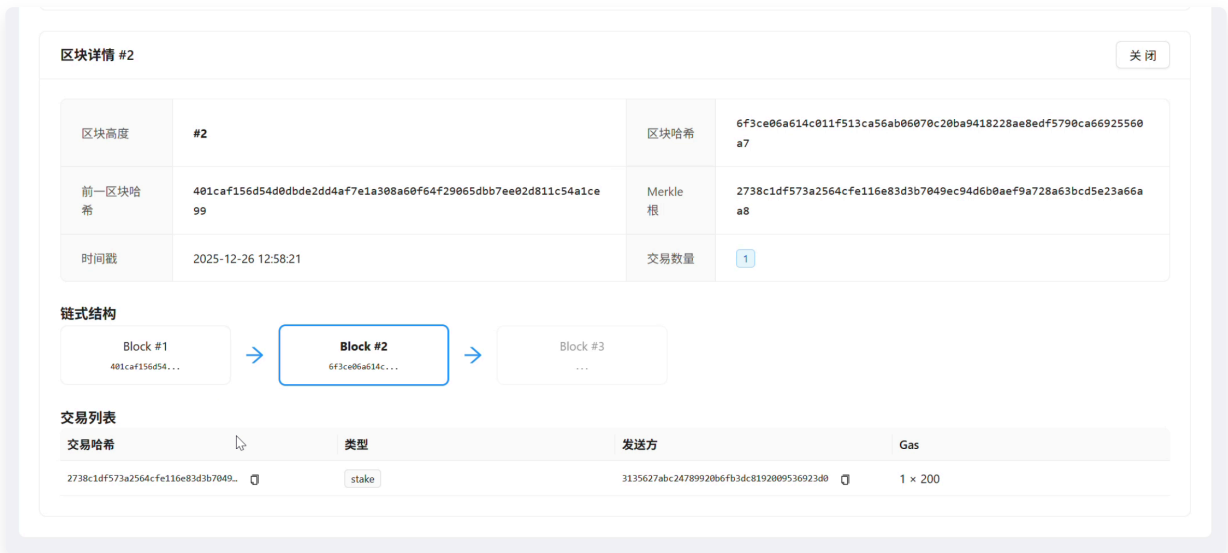 区块详情 #2
关 闭
区块高度
#2
区块哈希
6f3ce06a614c011f513ca56ab06070c20ba9418228ae8edf5790ca66925560
a7
前一区块哈
希
401caf156d54d0dbde2dd4af7e1a308a60f64f29065dbb7ee02d811c54a1ce
99
Merkle
根
2738c1df573a2564cfe116e83d3b7049ec94d6b0aef9a728a63bcd5e23a66a
a8
时间戳
2025-12-26 12:58:21
交易数量
1
链式结构
Block #1
401caf156d54...
Block #2
6f3ce06a614c...
Block #3
...
交易列表
交易哈希
类型
发送方
Gas
2738c1df573a2564cfe116e83d3b7049…
stake
3135627abc24789920b6fb3dc8192009536923d0
1 × 200